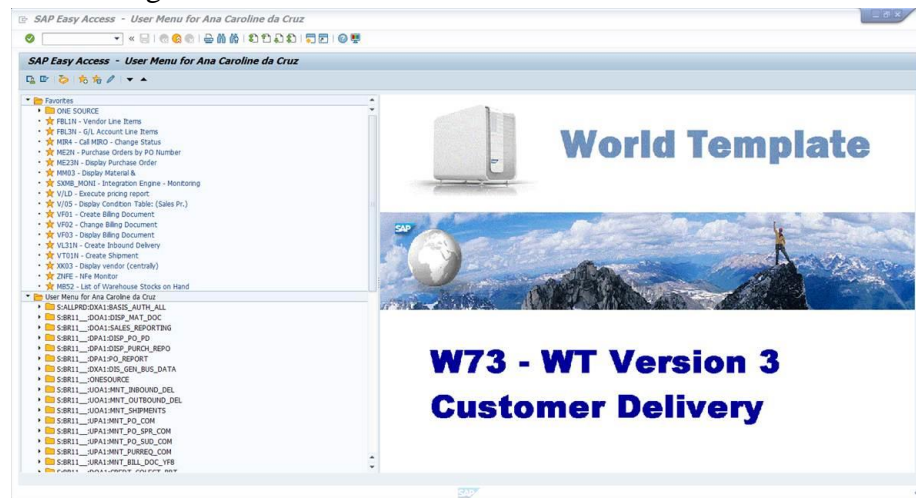 SAP Easy Access - User Menu for Ana Caroline da Cruz
SAP Easy Access - User Menu for Ana Caroline da Cruz
Favorites
ONE SOURCE
FBL1N - Vendor Line Items
FBL3N - G/L Account Line Items
MIR4 - Call MIRO - Change Status
ME2N - Purchase Orders by PO Number
ME23N - Display Purchase Order
MM03 - Display Material &
SXMB_MONI - Integration Engine - Monitoring
V/LD - Execute pricing report
V/05 - Display Condition Table: (Sales Pr.)
VF01 - Create Billing Document
VF02 - Change Billing Document
VF03 - Display Billing Document
VL31N - Create Inbound Delivery
VT01N - Create Shipment
XK03 - Display vendor (centrally)
ZNFE - NFe Monitor
MB52 - List of Warehouse Stocks on Hand
User Menu for Ana Caroline da Cruz
S:ALLPRD:DXA1:BASIS_AUTH_ALL
S:BR11__:DOA1:DISP_MAT_DOC
S:BR11__:DOA1:SALES_REPORTING
S:BR11__:DPA1:DISP_PO_PD
S:BR11__:DPA1:DISP_PURCH_REPO
S:BR11__:DPA1:PO_REPORT
S:BR11__:DXA1:DIS_GEN_BUS_DATA
S:BR11__:ONESOURCE
S:BR11__:UOA1:MNT_INBOUND_DEL
S:BR11__:UOA1:MNT_OUTBOUND_DEL
S:BR11__:UOA1:MNT_SHIPMENTS
S:BR11__:UPA1:MNT_PO_COM
S:BR11__:UPA1:MNT_PO_SPR_COM
S:BR11__:UPA1:MNT_PO_SUD_COM
S:BR11__:UPA1:MNT_PURREQ_COM
S:BR11__:URA1:MNT_BILL_DOC_YFB
World Template
SAP
W73 - WT Version 3
Customer Delivery
SAP